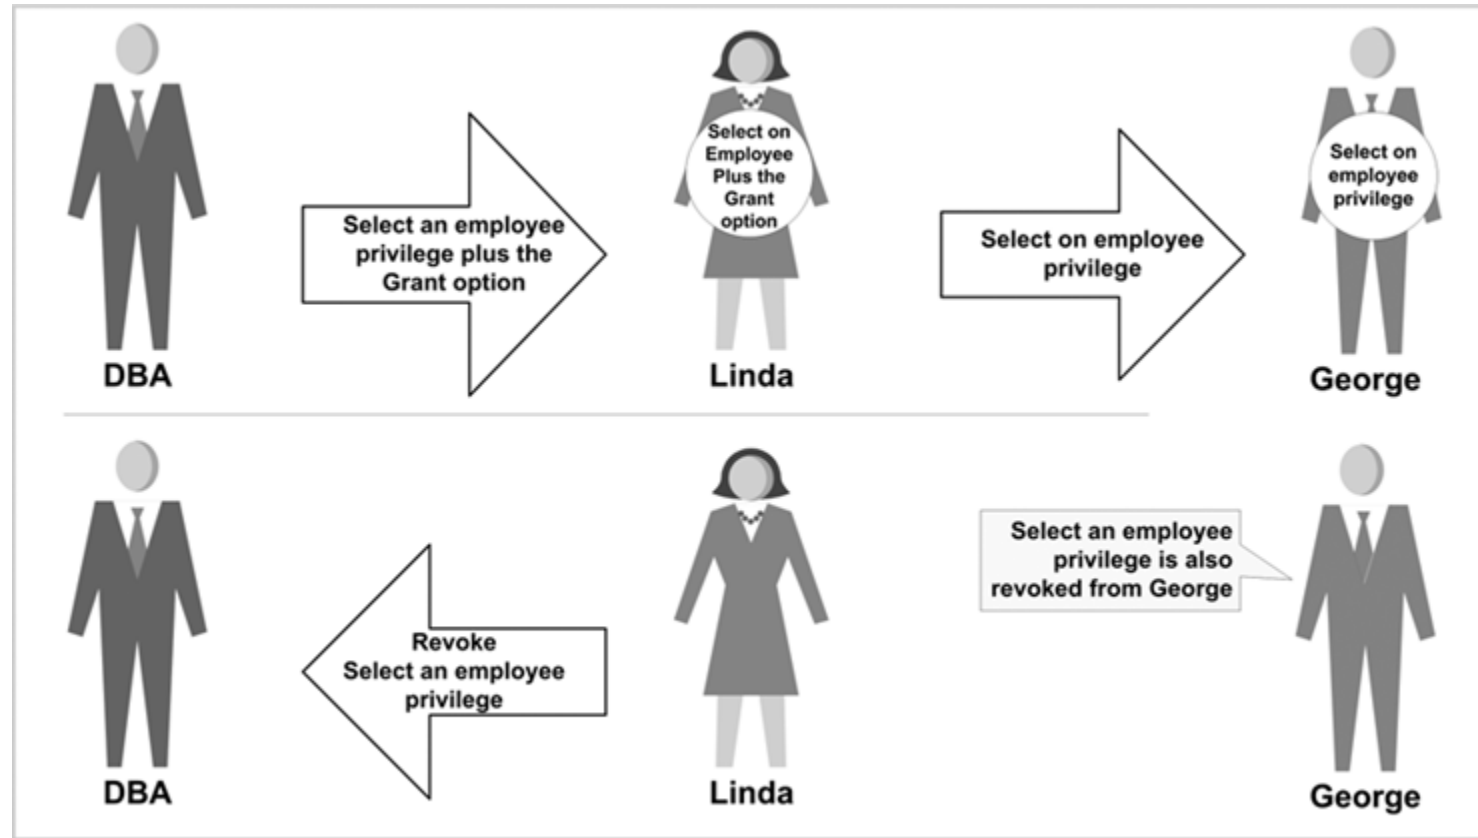 Select an employee
privilege plus the
Grant option
Select on
Employee
Plus the
Grant
option
Select on employee
privilege
Select on
employee
privilege
DBA
Linda
George
Revoke
Select an employee
privilege
Select an employee
privilege is also
revoked from George
DBA
Linda
George